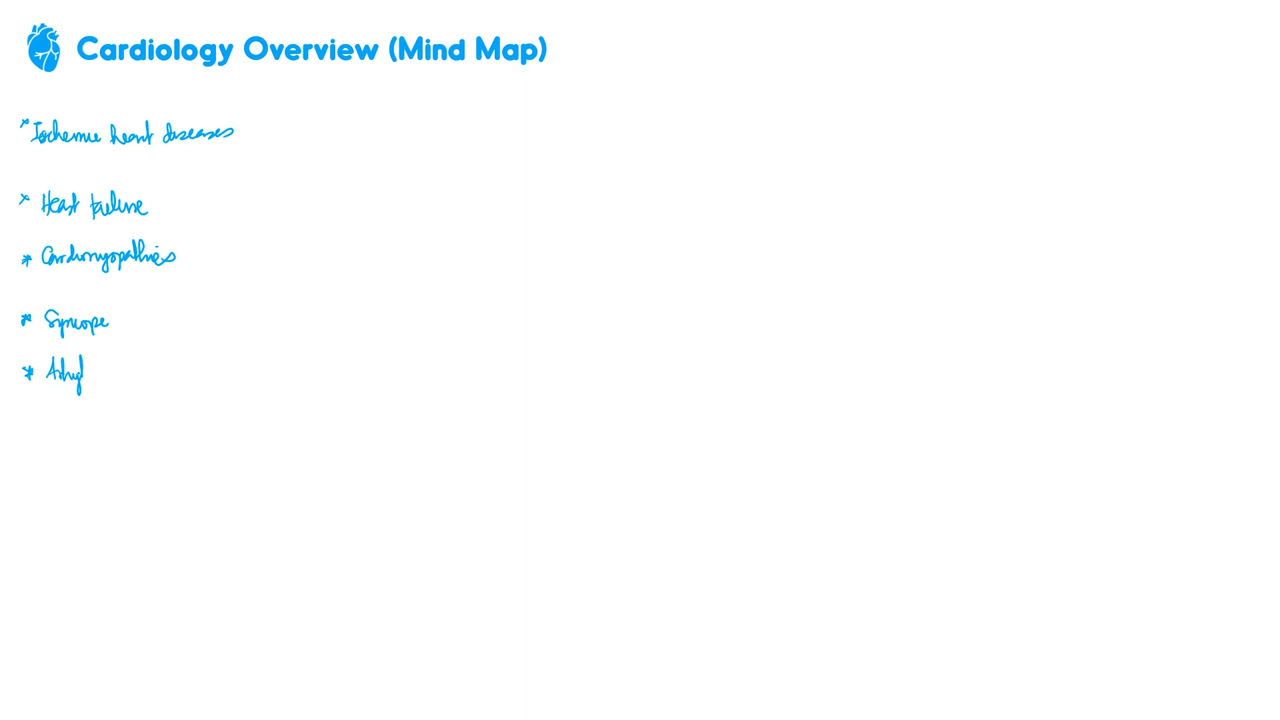 Cardiology Overview (Mind Map)
* Ischemic heart diseases
* Heart failure
* Cardiomyopathies
* Syncope
*